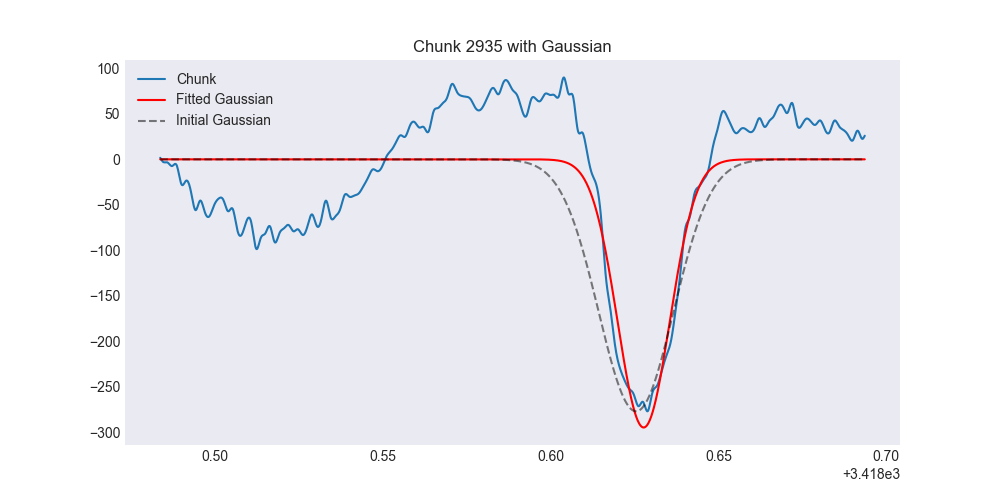 Chunk 2935 with Gaussian
Chunk
Fitted Gaussian
Initial Gaussian
100
50
0
−50
−100
−150
−200
−250
−300
0.50 0.55 0.60 0.65 0.70
+3.418e3